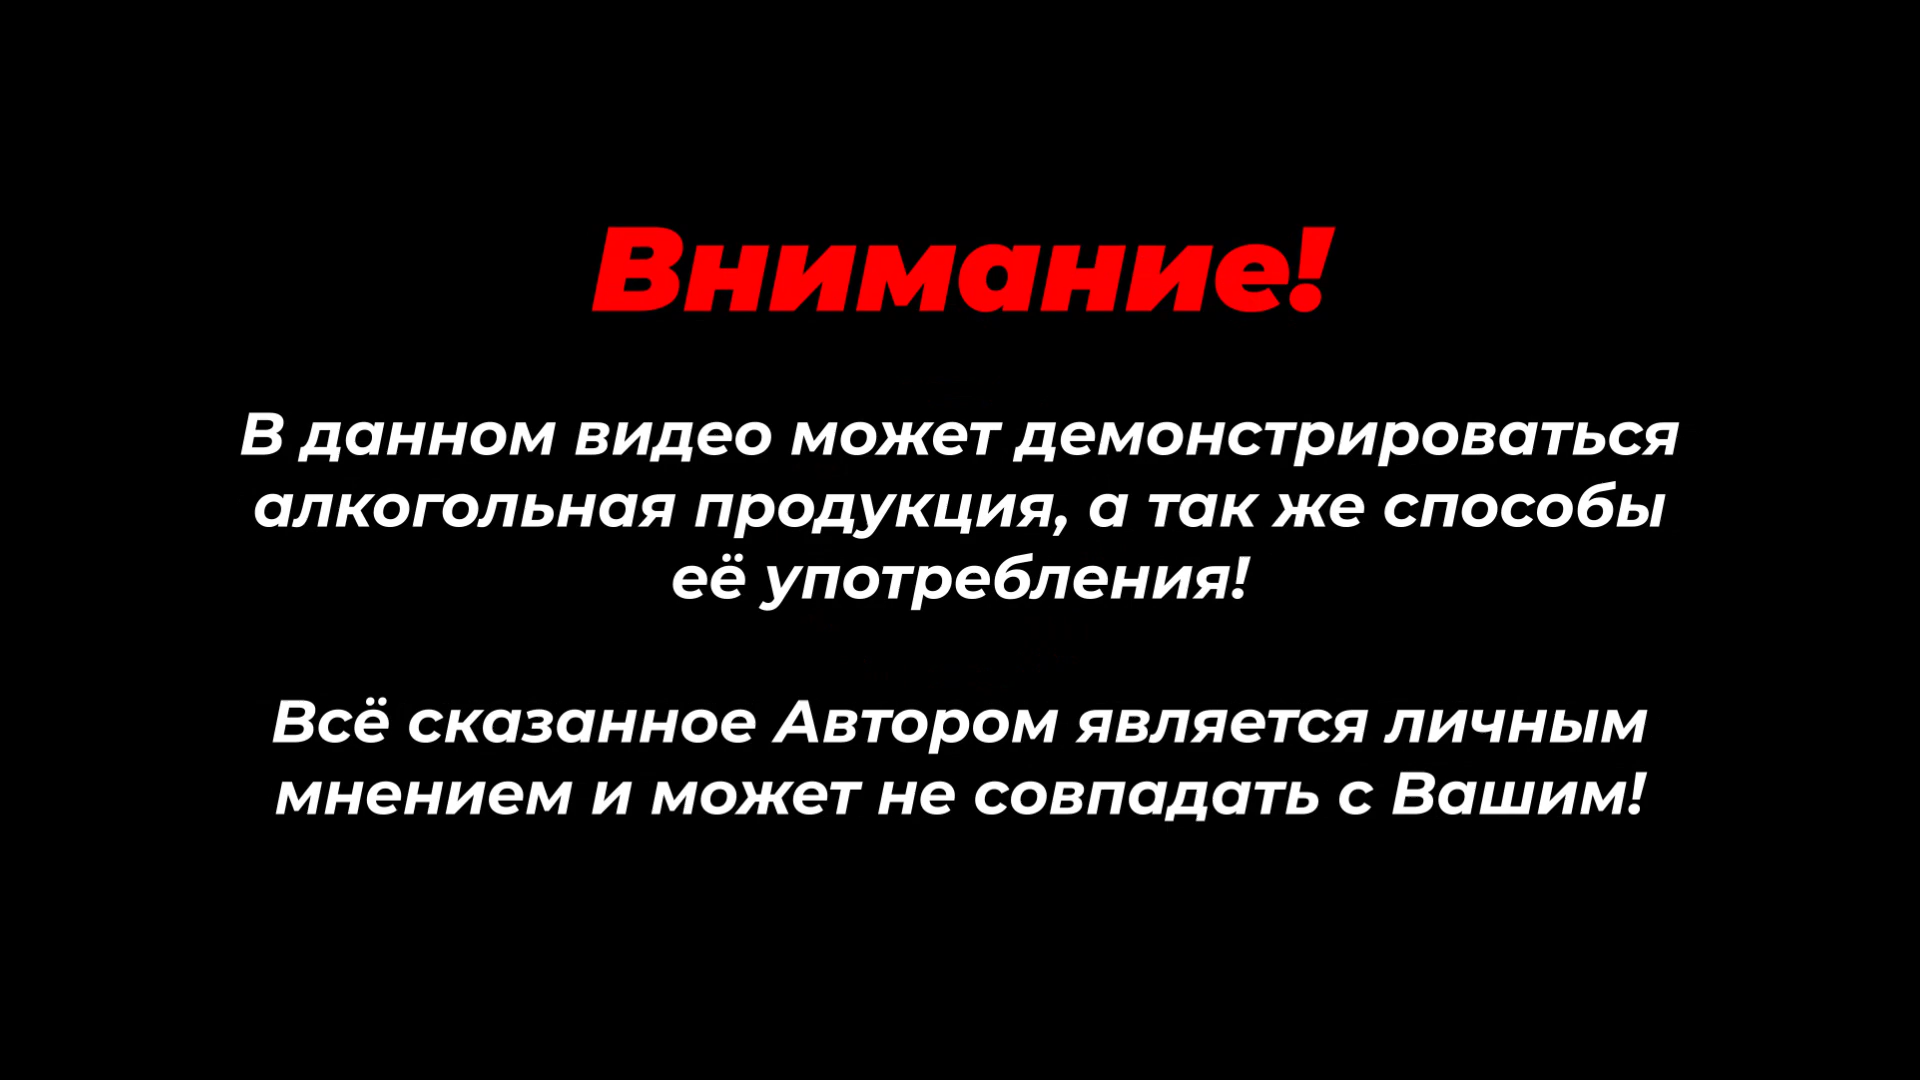 Внимание!
В данном видео может демонстрироваться
алкогольная продукция, а так же способы
её употребления!
Всё сказанное Автором является личным
мнением и может не совпадать с Вашим!